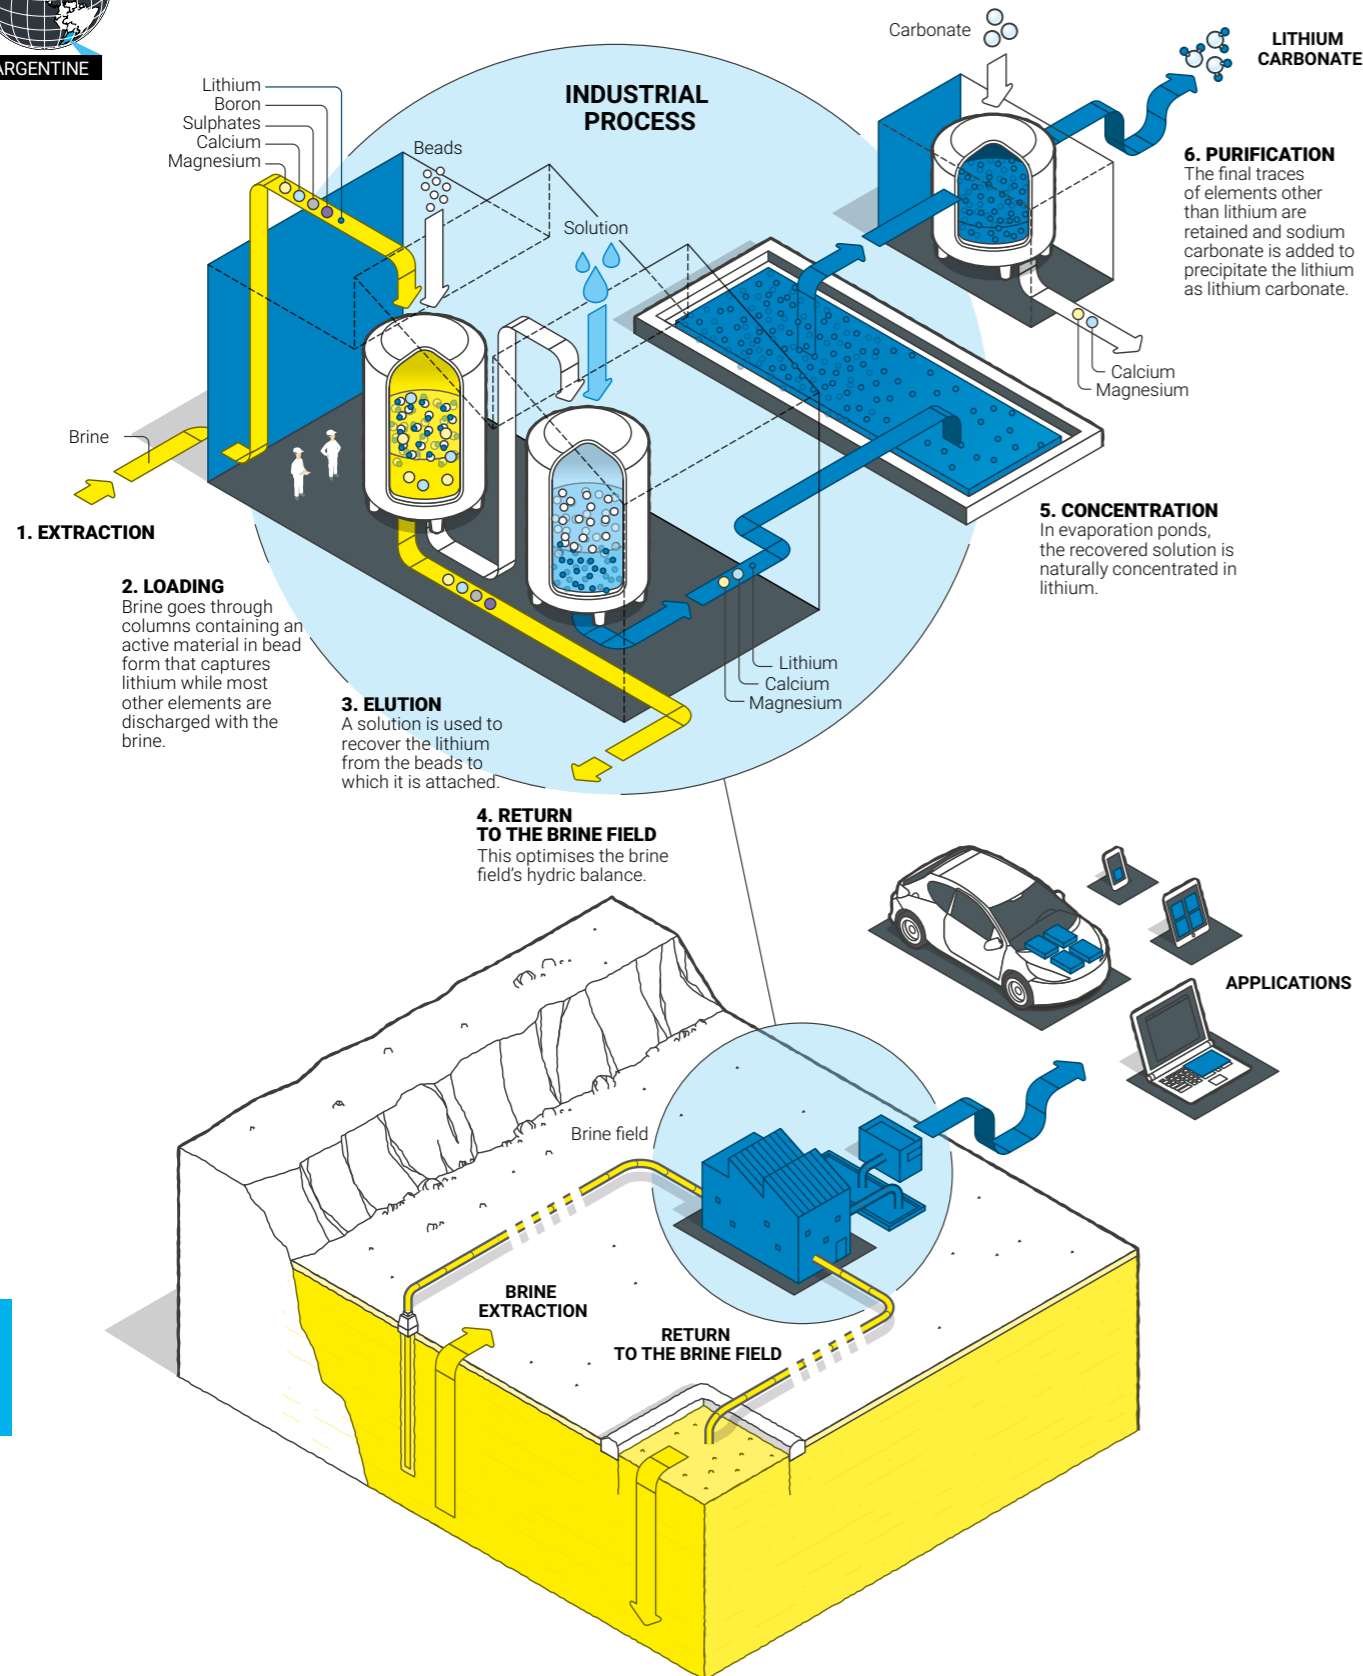 ARGENTINE
Carbonate
LITHIUM
CARBONATE
INDUSTRIAL
PROCESS
Lithium
Boron
Sulphates
Calcium
Magnesium
Beads
Solution
6. PURIFICATION
The final traces
of elements other
than lithium are
retained and sodium
carbonate is added to
precipitate the lithium
as lithium carbonate.
Calcium
Magnesium
Brine
1. EXTRACTION
5. CONCENTRATION
In evaporation ponds,
the recovered solution is
naturally concentrated in
lithium.
2. LOADING
Brine goes through
columns containing an
active material in bead
form that captures
lithium while most
other elements are
discharged with the
brine.
Lithium
Calcium
Magnesium
3. ELUTION
A solution is used to
recover the lithium
from the beads to
which it is attached.
4. RETURN
TO THE BRINE FIELD
This optimises the brine
field's hydric balance.
APPLICATIONS
Brine field
BRINE
EXTRACTION
RETURN
TO THE BRINE FIELD